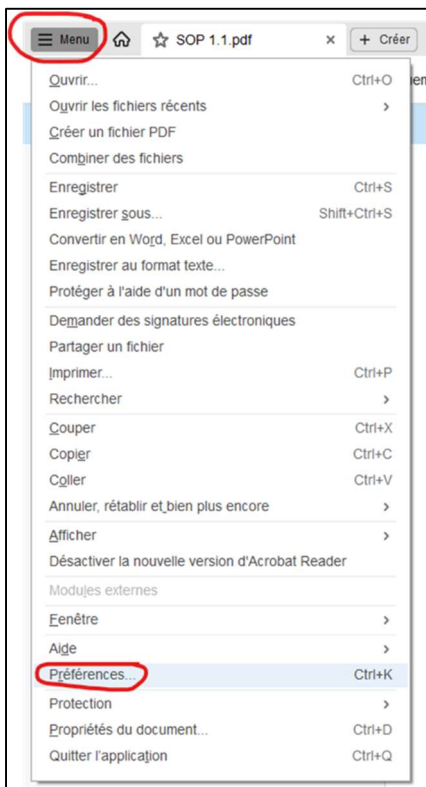 Menu SOP 1.1.pdf × + Créer
Ouvrir... Ctrl+O
Ouvrir les fichiers récents >
Créer un fichier PDF
Combiner des fichiers
Enregistrer Ctrl+S
Enregistrer sous... Shift+Ctrl+S
Convertir en Word, Excel ou PowerPoint
Enregistrer au format texte...
Protéger à l'aide d'un mot de passe
Demander des signatures électroniques
Partager un fichier
Imprimer... Ctrl+P
Rechercher >
Couper Ctrl+X
Copier Ctrl+C
Coller Ctrl+V
Annuler, rétablir et bien plus encore >
Afficher >
Désactiver la nouvelle version d'Acrobat Reader
Modules externes
Fenêtre >
Aide >
Préférences... Ctrl+K
Protection >
Propriétés du document... Ctrl+D
Quitter l'application Ctrl+Q